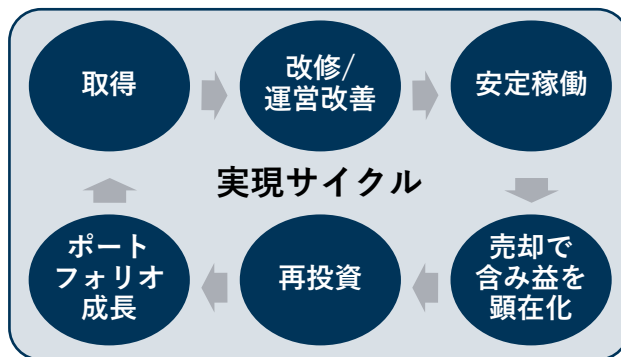 取得
改修/
運営改善
安定稼働
実現サイクル
ポート
フォリオ
成長
再投資
売却で
含み益を
顕在化